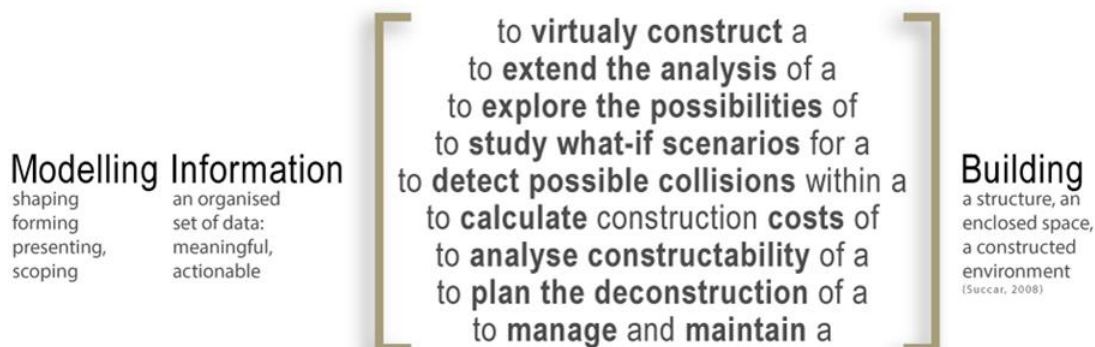 Modelling Information
shaping
forming
presenting,
scoping
an organised
set of data:
meaningful,
actionable
to virtualy construct a
to extend the analysis of a
to explore the possibilities of
to study what-if scenarios for a
to detect possible collisions within a
to calculate construction costs of
to analyse constructability of a
to plan the deconstruction of a
to manage and maintain a
Building
a structure, an
enclosed space,
a constructed
environment
(Succar, 2008)